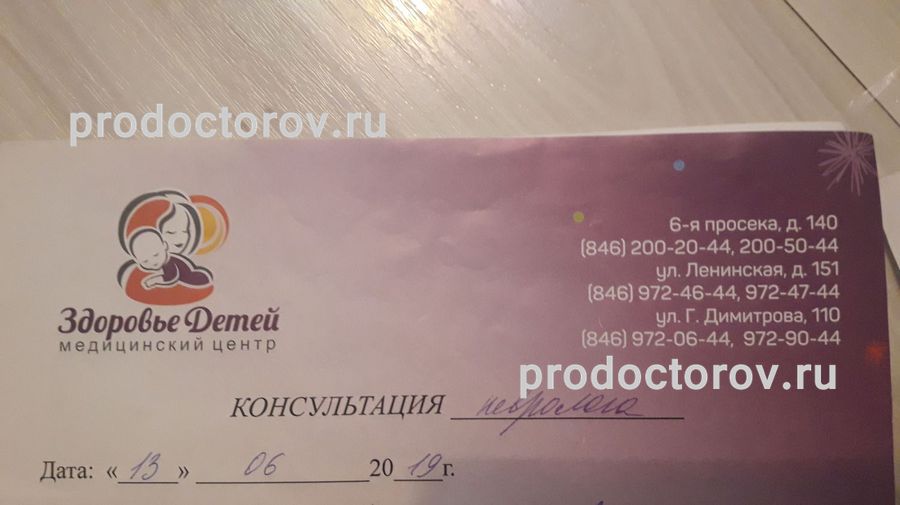 prodoctorov.ru
6-я просека, д. 140
(846) 200-20-44, 200-50-44
ул. Ленинская, д. 151
(846) 972-46-44, 972-47-44
ул. Г. Димитрова, 110
(846) 972-06-44, 972-90-44
Здоровье Детей
медицинский центр
prodoctorov.ru
КОНСУЛЬТАЦИЯ невролога
Дата: «13» 06 2019г.